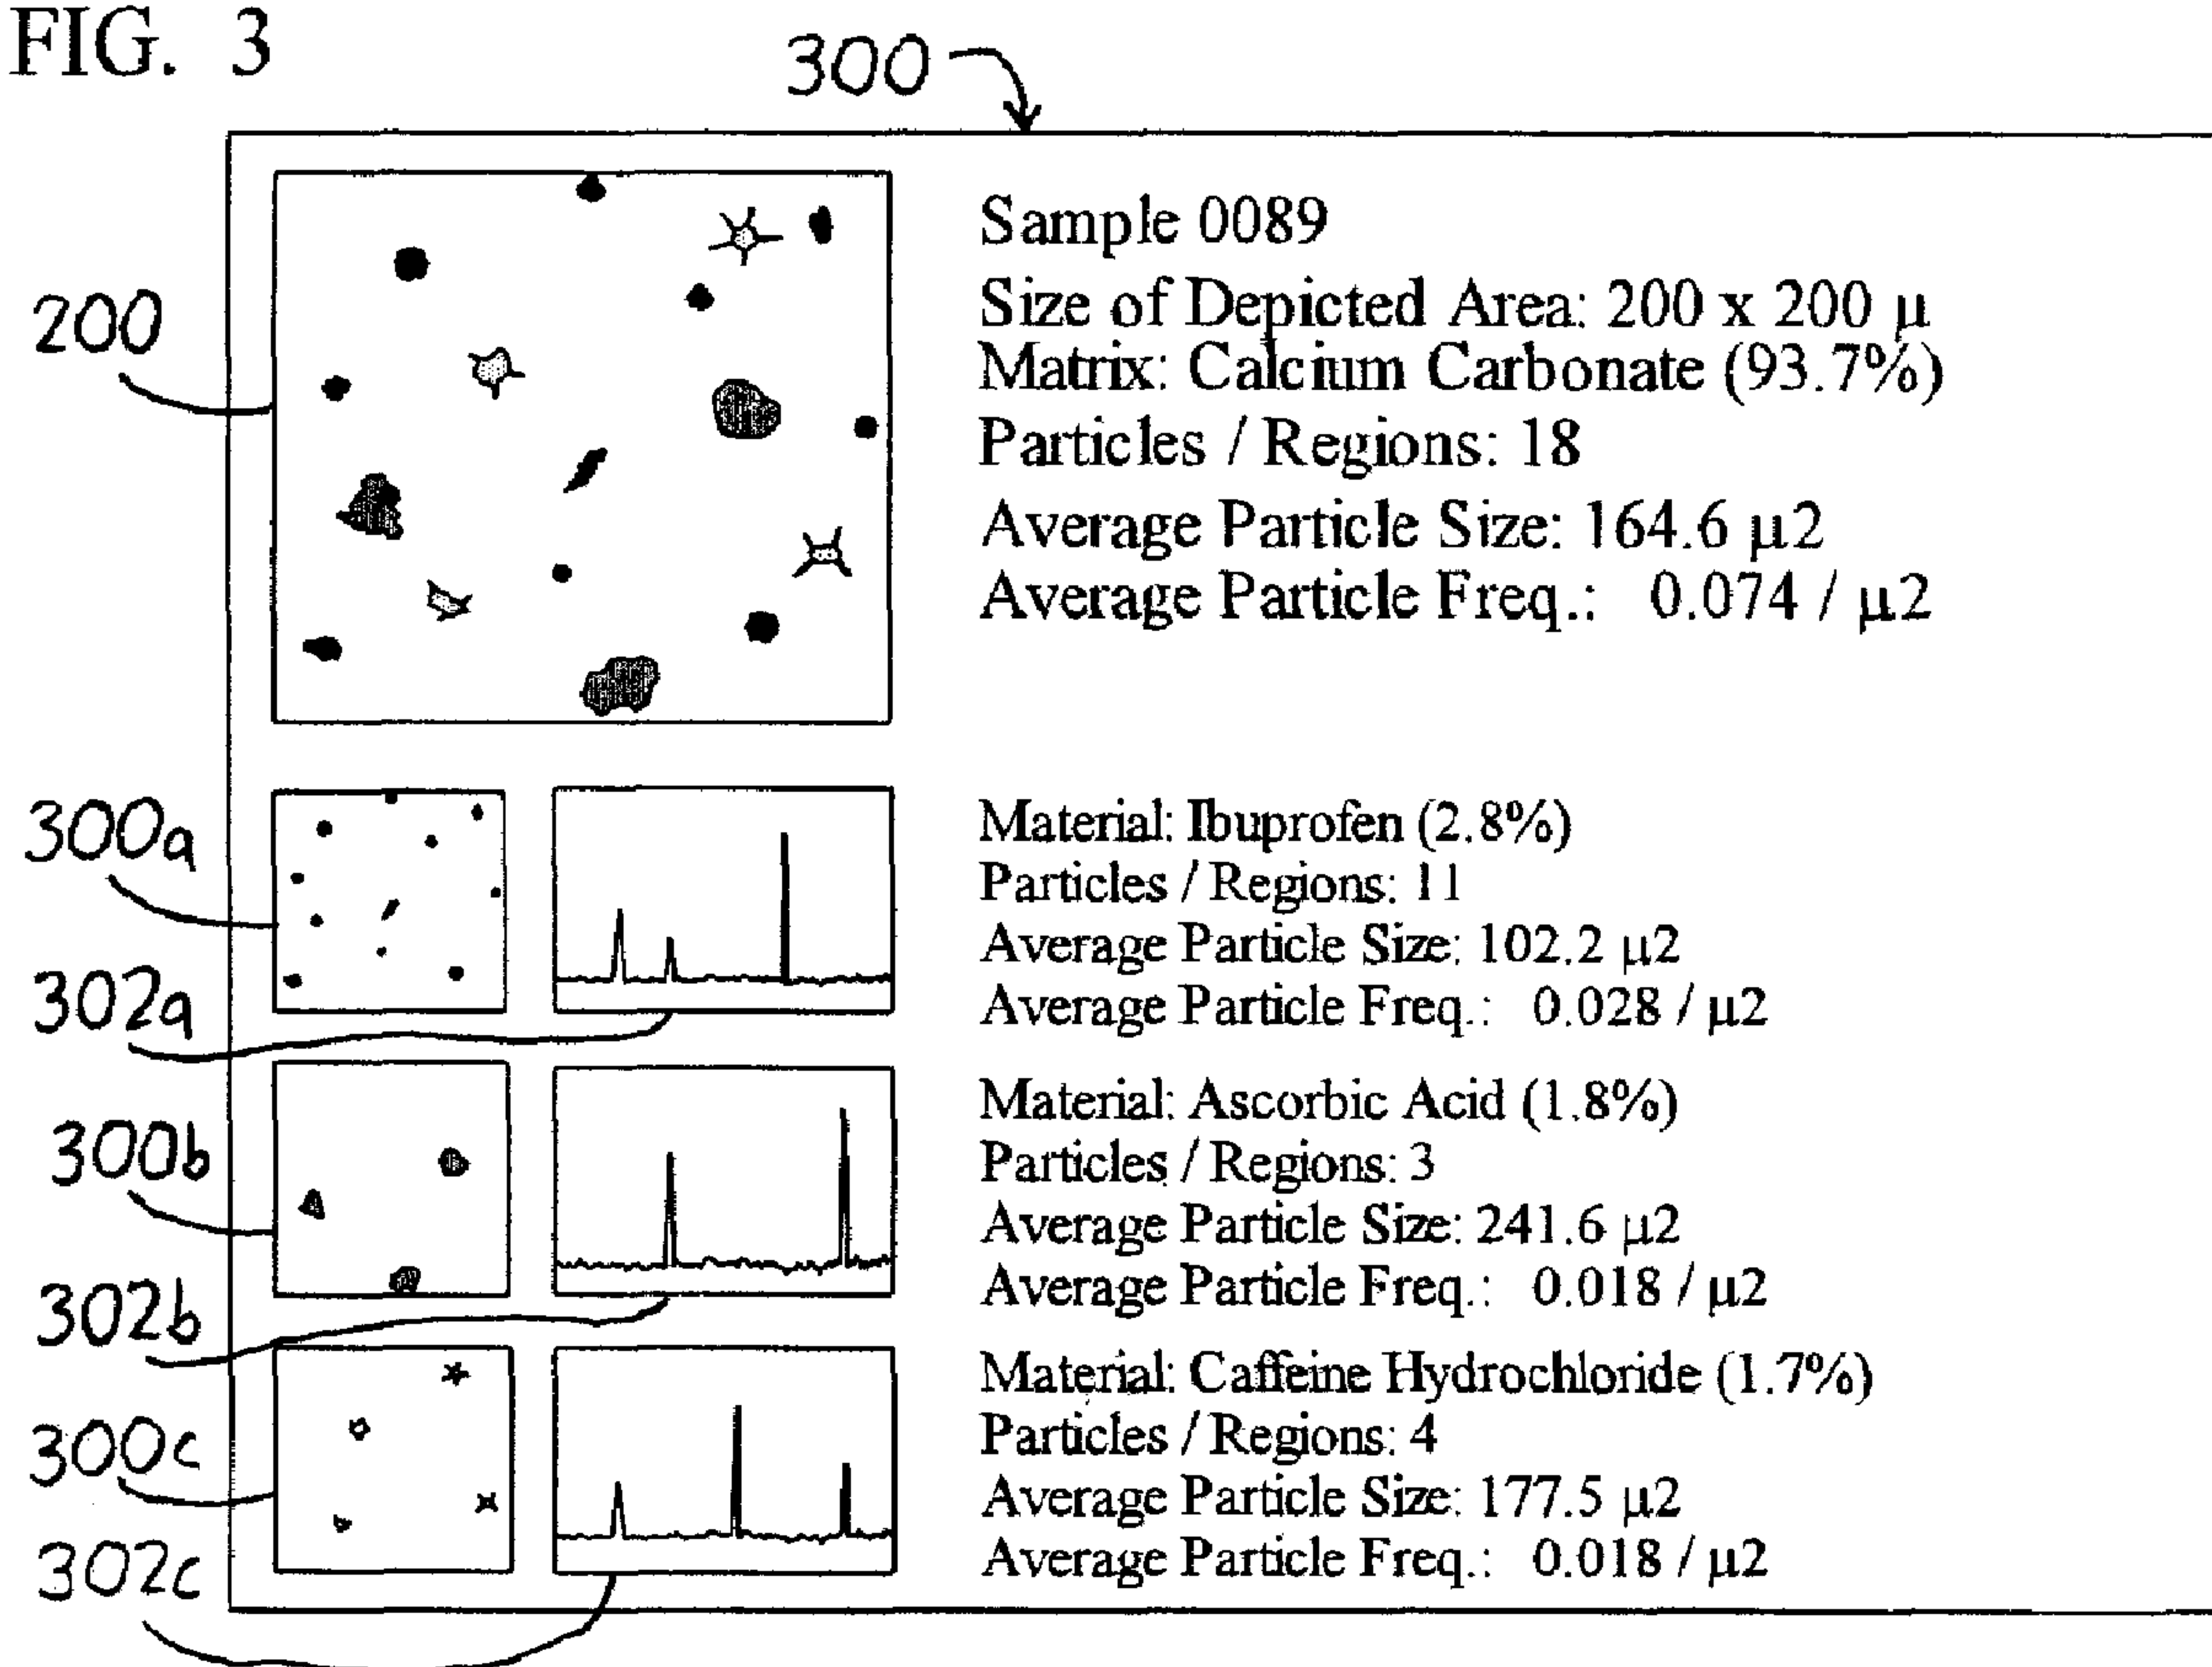 FIG. 3
300
200
Sample 0089
Size of Depicted Area: 200 x 200 µ
Matrix: Calcium Carbonate (93.7%)
Particles / Regions: 18
Average Particle Size: 164.6 µ2
Average Particle Freq.: 0.074 / µ2
300a
302a
Material: Ibuprofen (2.8%)
Particles / Regions: 11
Average Particle Size: 102.2 µ2
Average Particle Freq.: 0.028 / µ2
300b
302b
Material: Ascorbic Acid (1.8%)
Particles / Regions: 3
Average Particle Size: 241.6 µ2
Average Particle Freq.: 0.018 / µ2
300c
302c
Material: Caffeine Hydrochloride (1.7%)
Particles / Regions: 4
Average Particle Size: 177.5 µ2
Average Particle Freq.: 0.018 / µ2